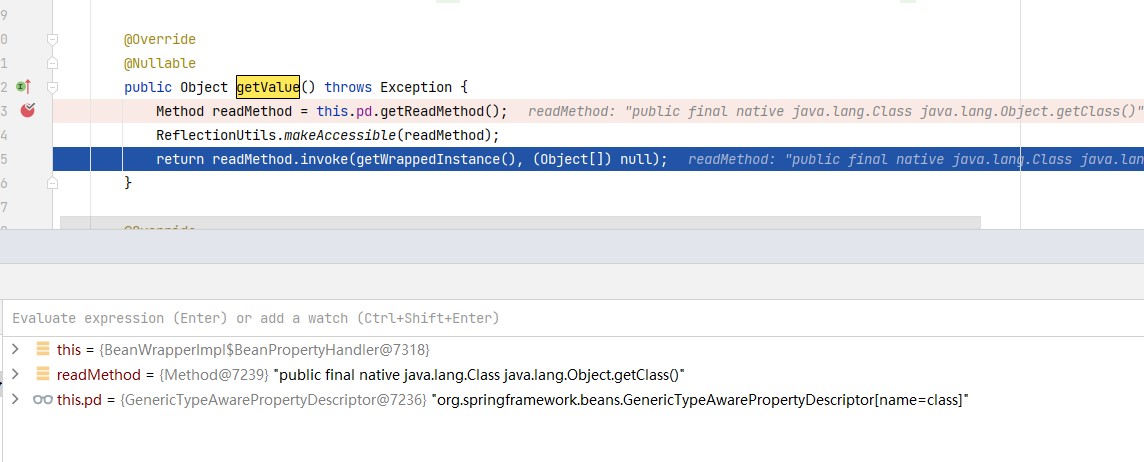 9
0 @Override
1 @Nullable
2 public Object getValue() throws Exception {
3 Method readMethod = this.pd.getReadMethod(); readMethod: "public final native java.lang.Class java.lang.Object.getClass()"
4 ReflectionUtils.makeAccessible(readMethod);
5 return readMethod.invoke(getWrappedInstance(), (Object[]) null); readMethod: "public final native java.lang.Class java.lan
6 }
7
@Override
Evaluate expression (Enter) or add a watch (Ctrl+Shift+Enter)
this = {BeanWrapperImpl$BeanPropertyHandler@7318}
readMethod = {Method@7239} "public final native java.lang.Class java.lang.Object.getClass()"
this.pd = {GenericTypeAwarePropertyDescriptor@7236} "org.springframework.beans.GenericTypeAwarePropertyDescriptor[name=class]"